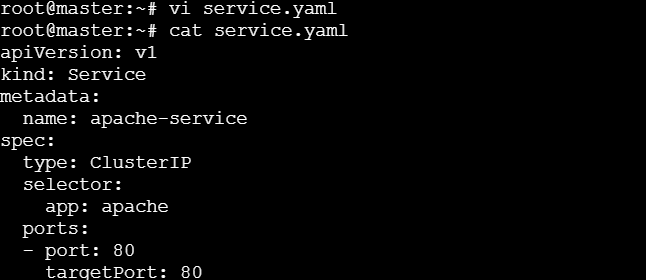 root@master:~# vi service.yaml
root@master:~# cat service.yaml
apiVersion: v1
kind: Service
metadata:
  name: apache-service
spec:
  type: ClusterIP
  selector:
    app: apache
  ports:
  - port: 80
    targetPort: 80